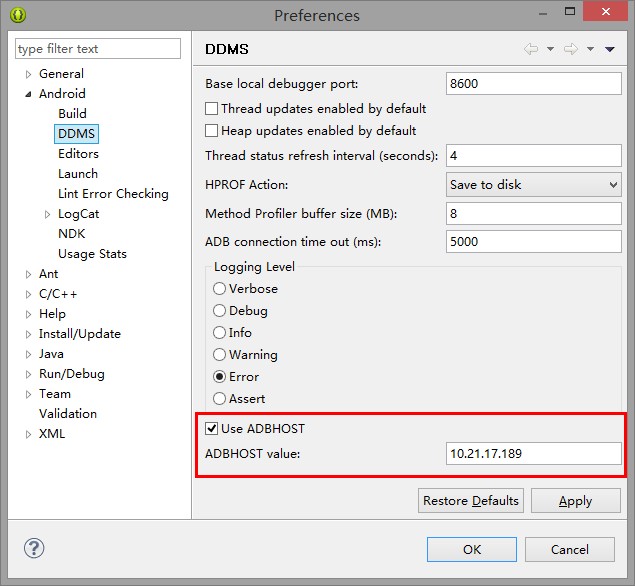 Preferences
type filter text
General
Android
Build
DDMS
Editors
Launch
Lint Error Checking
LogCat
NDK
Usage Stats
Ant
C/C++
Help
Install/Update
Java
Run/Debug
Team
Validation
XML
DDMS
Base local debugger port: 8600
Thread updates enabled by default
Heap updates enabled by default
Thread status refresh interval (seconds): 4
HPROF Action: Save to disk
Method Profiler buffer size (MB): 8
ADB connection time out (ms): 5000
Logging Level
Verbose
Debug
Info
Warning
Error
Assert
Use ADBHOST
ADBHOST value: 10.21.17.189
Restore Defaults Apply
? OK Cancel